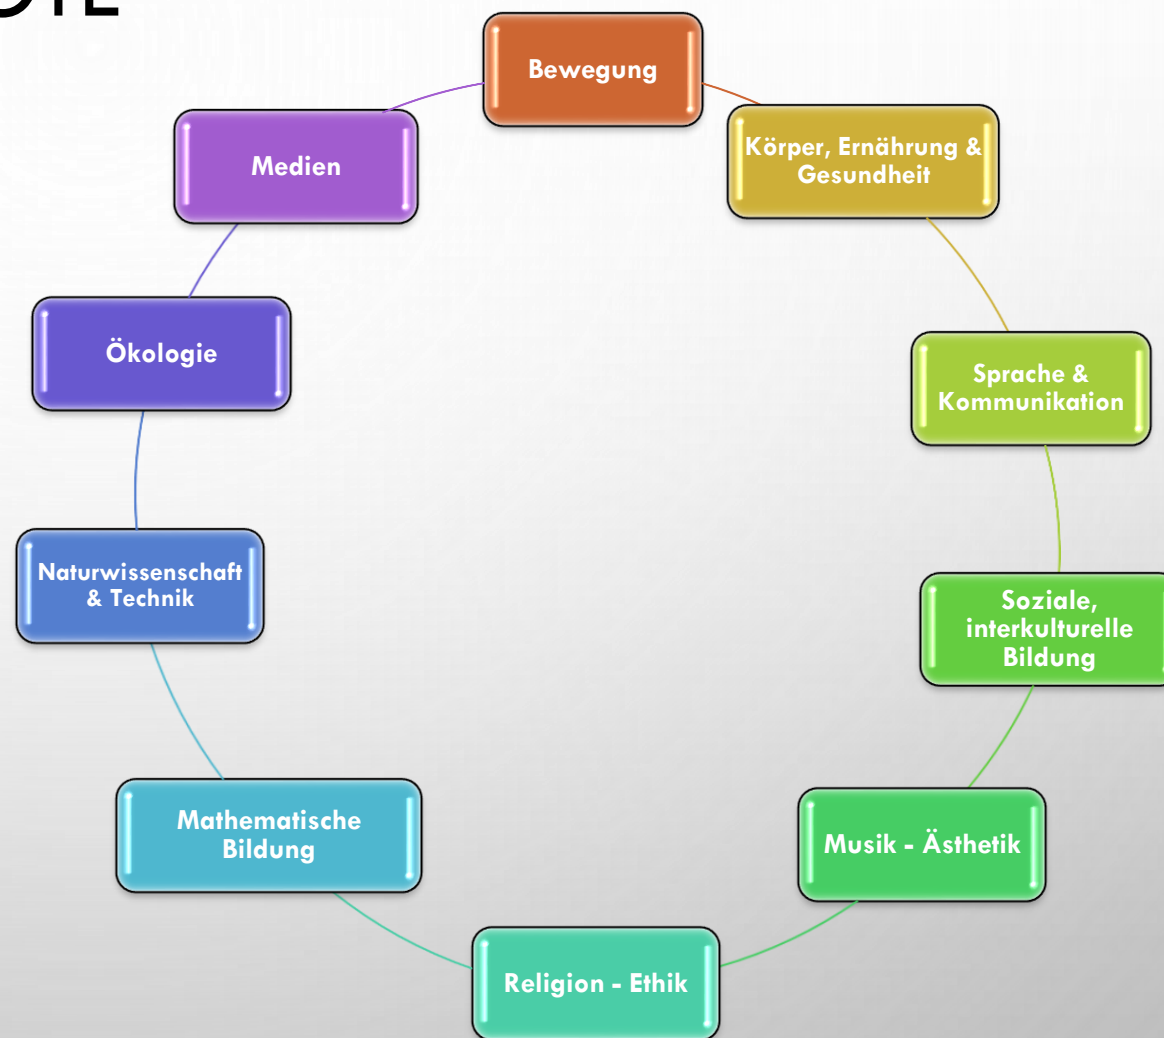 Bewegung
Körper, Ernährung &
Gesundheit
Sprache &
Kommunikation
Soziale,
interkulturelle
Bildung
Musik - Ästhetik
Religion - Ethik
Mathematische
Bildung
Naturwissenschaft
& Technik
Ökologie
Medien